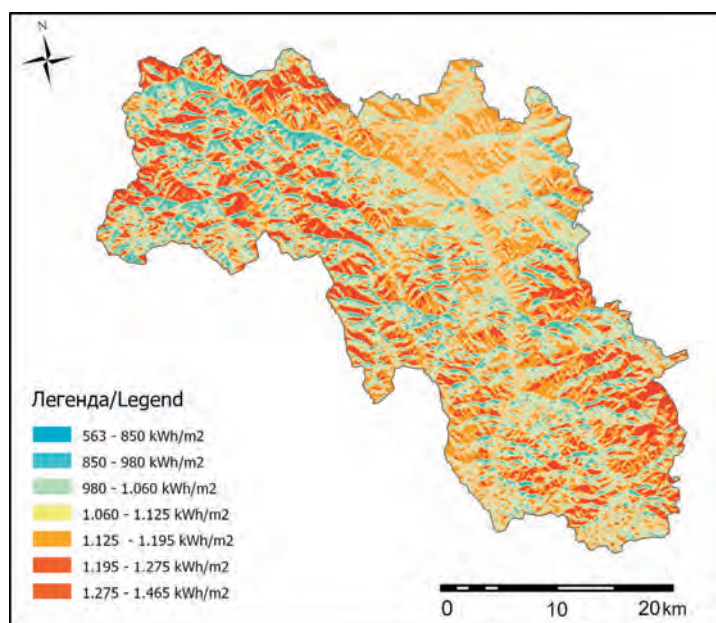 N
Легенда/Legend
563 - 850 kWh/m2
850 - 980 kWh/m2
980 - 1.060 kWh/m2
1.060 - 1.125 kWh/m2
1.125 - 1.195 kWh/m2
1.195 - 1.275 kWh/m2
1.275 - 1.465 kWh/m2
0 10 20 km